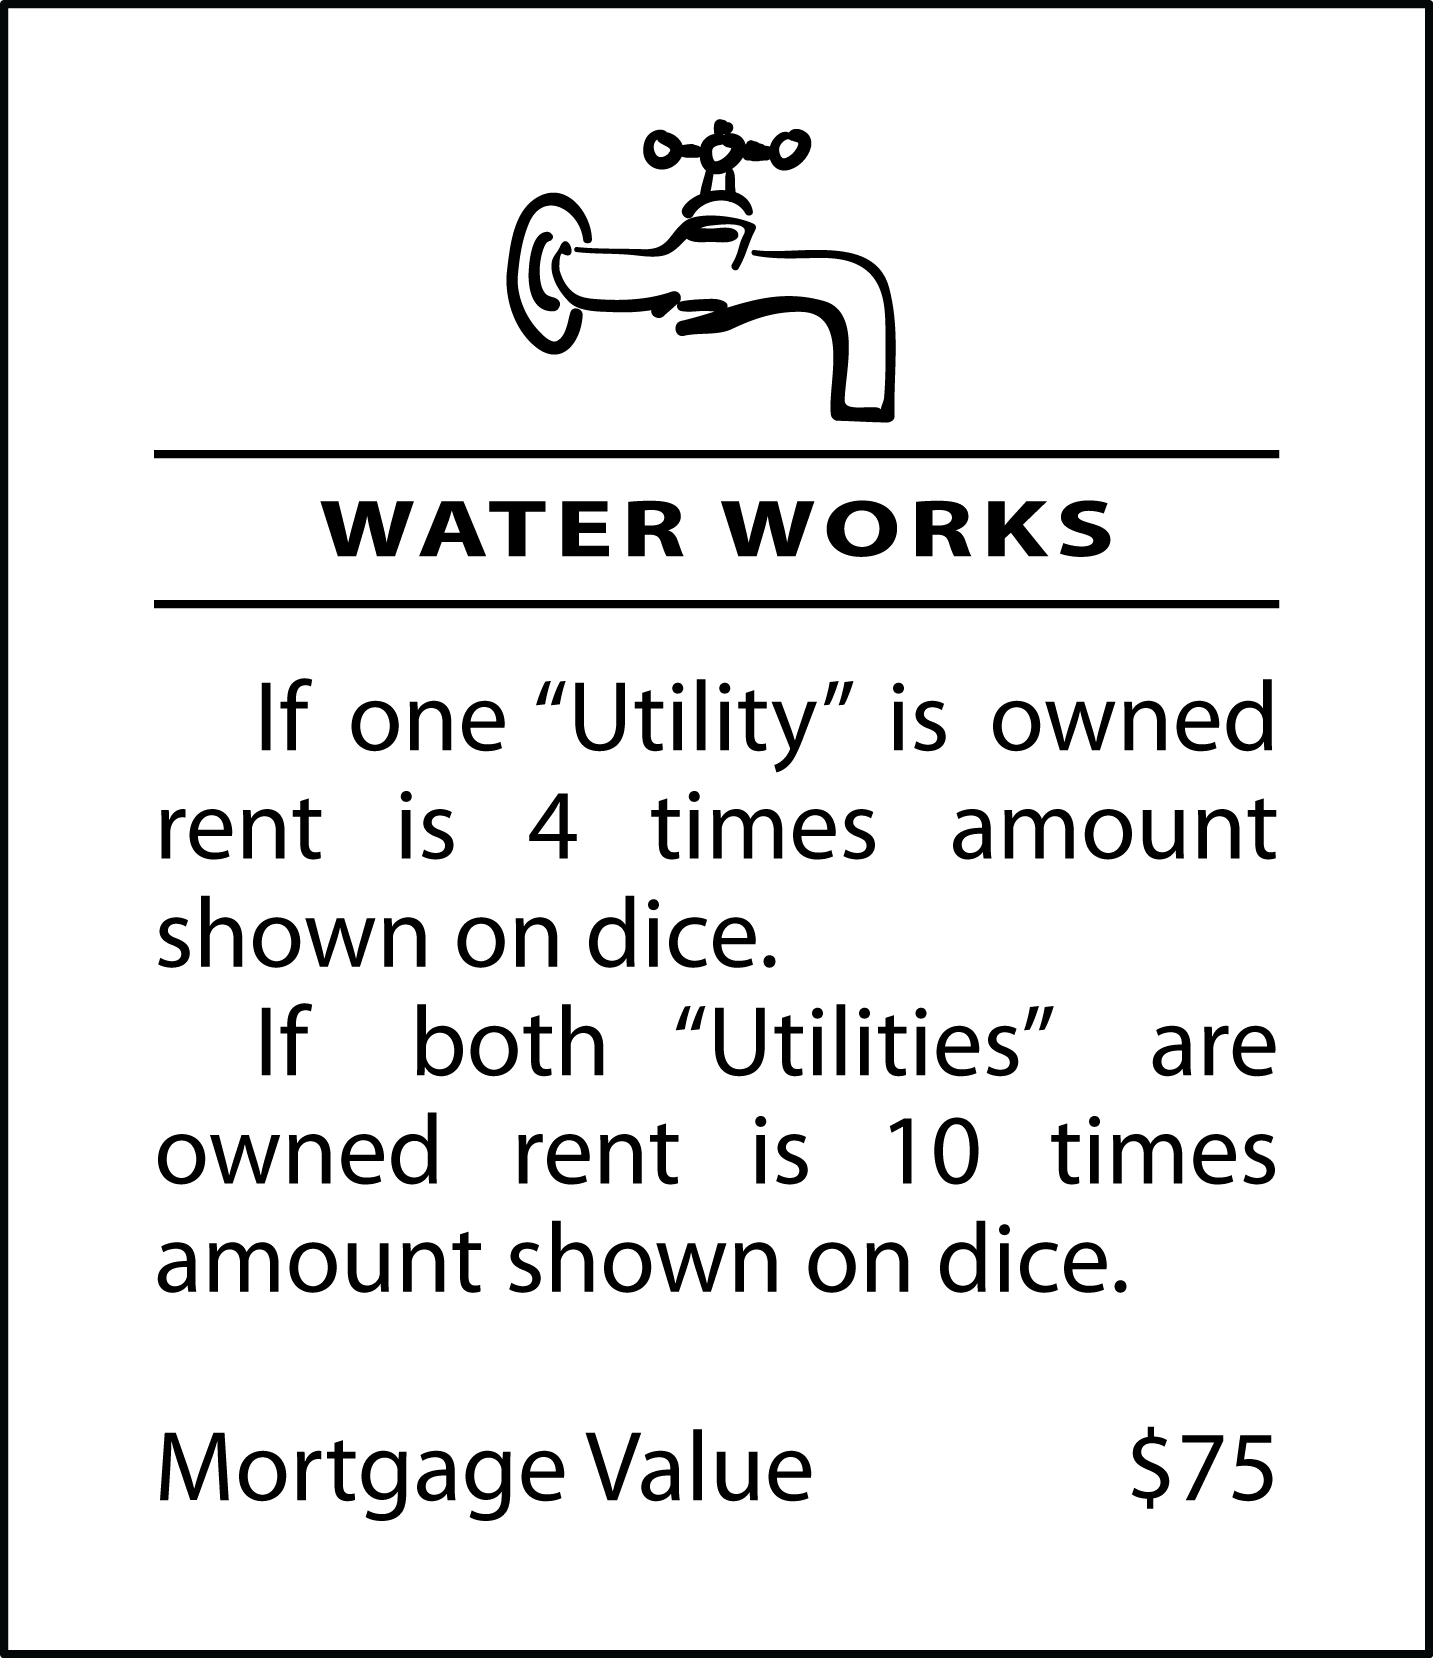 WATER WORKS
If one “Utility” is owned
rent is 4 times amount
shown on dice.
If both “Utilities” are
owned rent is 10 times
amount shown on dice.
Mortgage Value $75